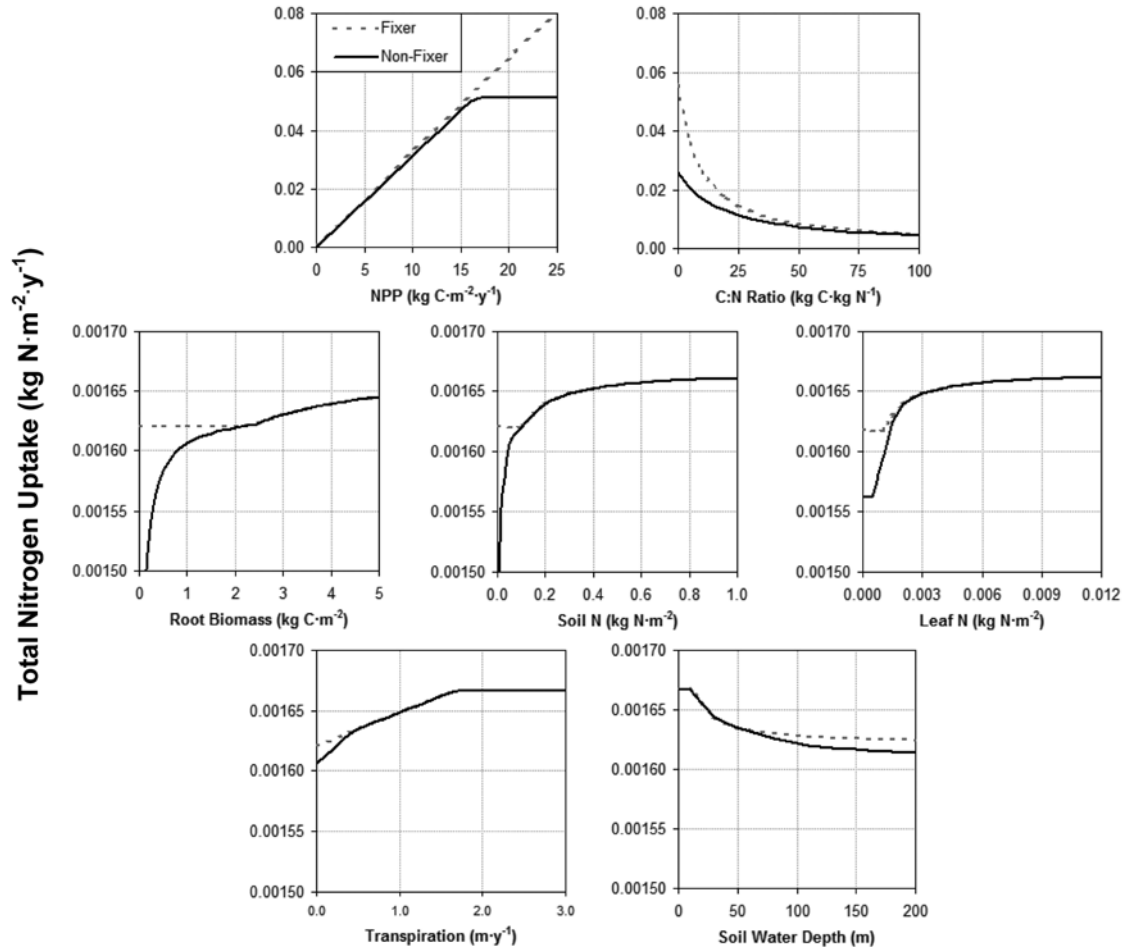 Total Nitrogen Uptake (kg N·m-2·y-1)
0.08
0.06
0.04
0.02
0.00
Fixer
Non-Fixer
0 5 10 15 20 25
NPP (kg C·m-2·y-1)
0.08
0.06
0.04
0.02
0.00
0 25 50 75 100
C:N Ratio (kg C·kg N-1)
0.00170
0.00165
0.00160
0.00155
0.00150
0 1 2 3 4 5
Root Biomass (kg C·m-2)
0.00170
0.00165
0.00160
0.00155
0.00150
0.0 0.2 0.4 0.6 0.8 1.0
Soil N (kg N·m-2)
0.00170
0.00165
0.00160
0.00155
0.00150
0.000 0.003 0.006 0.009 0.012
Leaf N (kg N·m-2)
0.00170
0.00165
0.00160
0.00155
0.00150
0.0 1.0 2.0 3.0
Transpiration (m·y-1)
0.00170
0.00165
0.00160
0.00155
0.00150
0 50 100 150 200
Soil Water Depth (m)